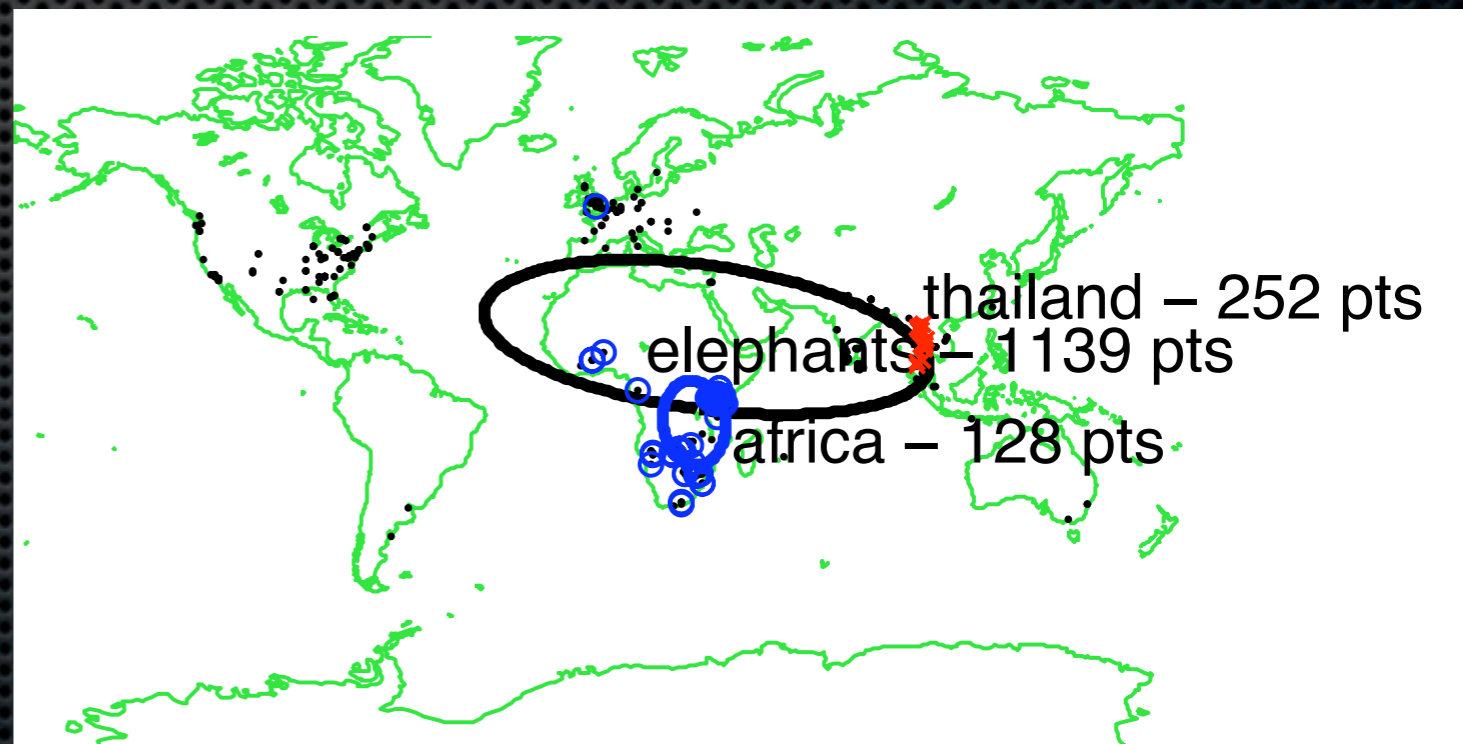 thailand – 252 pts
elephants – 1139 pts
africa – 128 pts